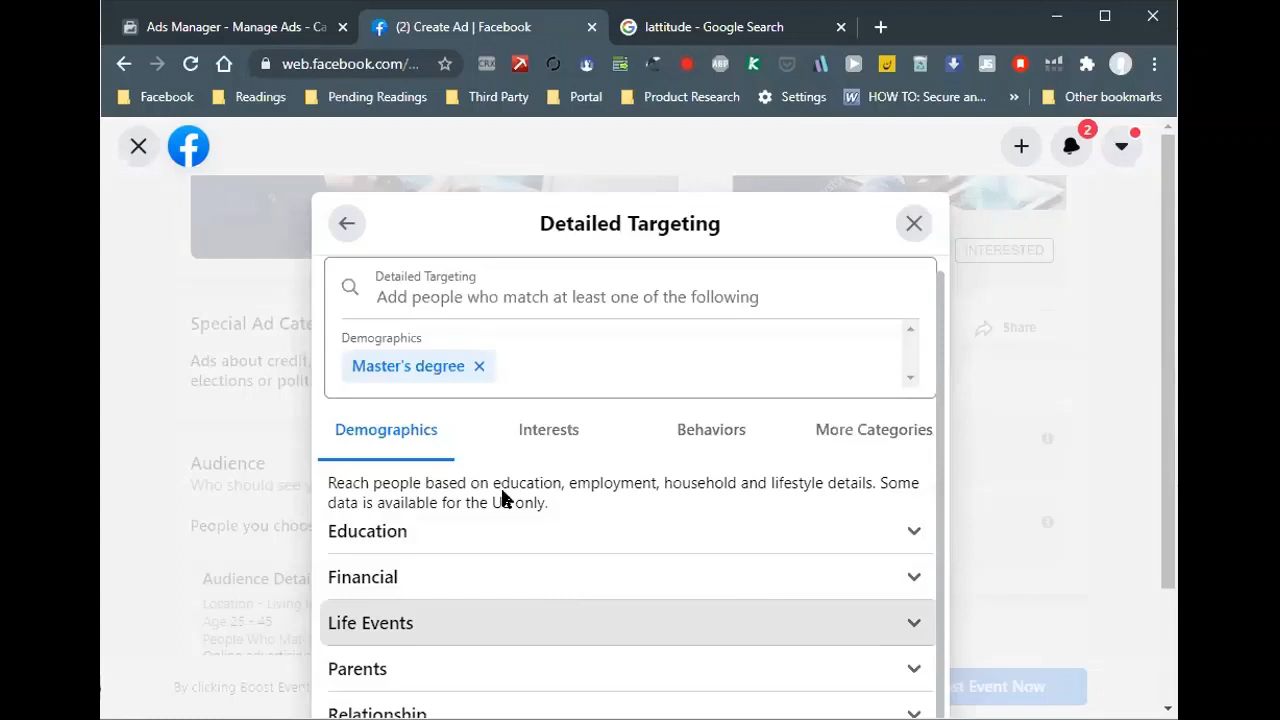 Ads Manager - Manage Ads - Ca
(2) Create Ad | Facebook
lattitude - Google Search
web.facebook.com/...
Facebook
Readings
Pending Readings
Third Party
Portal
Product Research
Settings
HOW TO: Secure an...
»
Other bookmarks
2
Detailed Targeting
INTERESTED
Detailed Targeting
Add people who match at least one of the following
Demographics
Master's degree
Special Ad Cate
Share
Ads about credit,
elections or polit
Demographics
Interests
Behaviors
More Categories
Audience
Who should see y
Reach people based on education, employment, household and lifestyle details. Some
data is available for the US only.
People you choos
Education
Financial
Audience Detai
Location - Living I
Age 25 - 45
People Who Mat
Life Events
Parents
By clicking Boost Event
st Event Now
Relationship